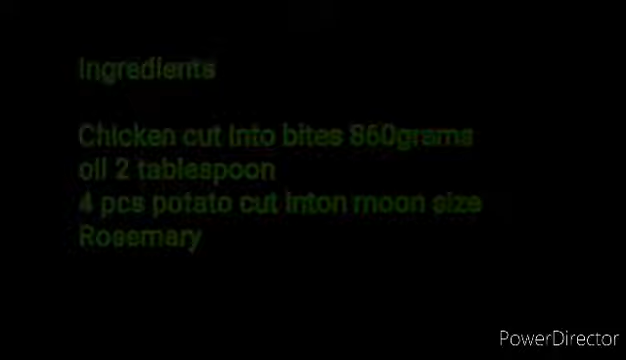 Ingredients
Chicken cut into bites 860grams
oil 2 tablespoon
4 pcs potato cut inton moon size
Rosemary
PowerDirector